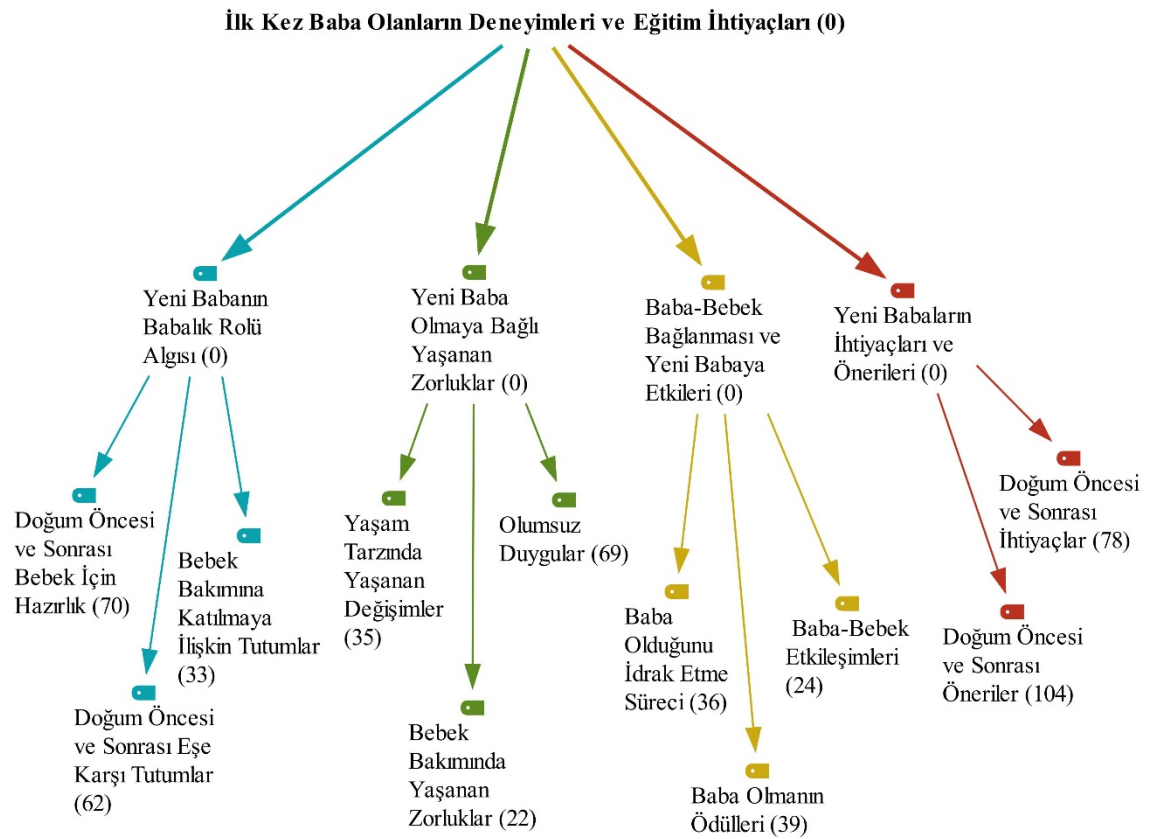 İlk Kez Baba Olanların Deneyimleri ve Eğitim İhtiyaçları (0)
Yeni Babanın
Babalık Rolü
Algısı (0)
Yeni Baba
Olmaya Bağlı
Yaşanan
Zorluklar (0)
Baba-Bebek
Bağlanması ve
Yeni Babaya
Etkileri (0)
Yeni Babaların
İhtiyaçları ve
Önerileri (0)
Doğum Öncesi
ve Sonrası
Bebek İçin
Hazırlık (70)
Doğum Öncesi
ve Sonrası Eşe
Karşı Tutumlar
(62)
Bebek
Bakımına
Katılmaya
İlişkin Tutumlar
(33)
Yaşam
Tarzında
Yaşanan
Değişimler
(35)
Bebek
Bakımında
Yaşanan
Zorluklar (22)
Olumsuz
Duygular (69)
Baba
Olduğunu
İdrak Etme
Süreci (36)
Baba Olmanın
Ödülleri (39)
Baba-Bebek
Etkileşimleri
(24)
Doğum Öncesi
ve Sonrası
Öneriler (104)
Doğum Öncesi
ve Sonrası
İhtiyaçlar (78)